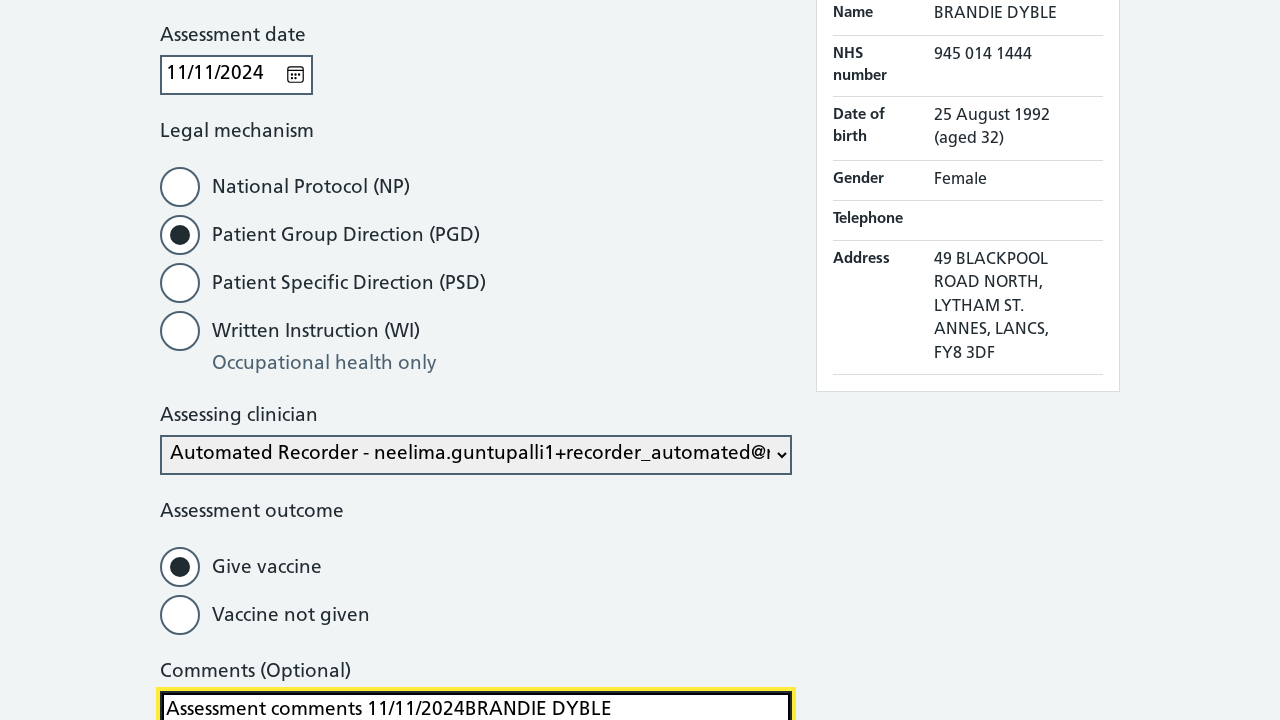 Assessment date
11/11/2024
Legal mechanism
National Protocol (NP)
Patient Group Direction (PGD)
Patient Specific Direction (PSD)
Written Instruction (WI)
Occupational health only
Assessing clinician
Automated Recorder - neelima.guntupalli1+recorder_automated@
Assessment outcome
Give vaccine
Vaccine not given
Comments (Optional)
Assessment comments 11/11/2024BRANDIE DYBLE
Name BRANDIE DYBLE
NHS number 945 014 1444
Date of birth 25 August 1992
(aged 32)
Gender Female
Telephone
Address 49 BLACKPOOL
ROAD NORTH,
LYTHAM ST.
ANNES, LANCS,
FY8 3DF